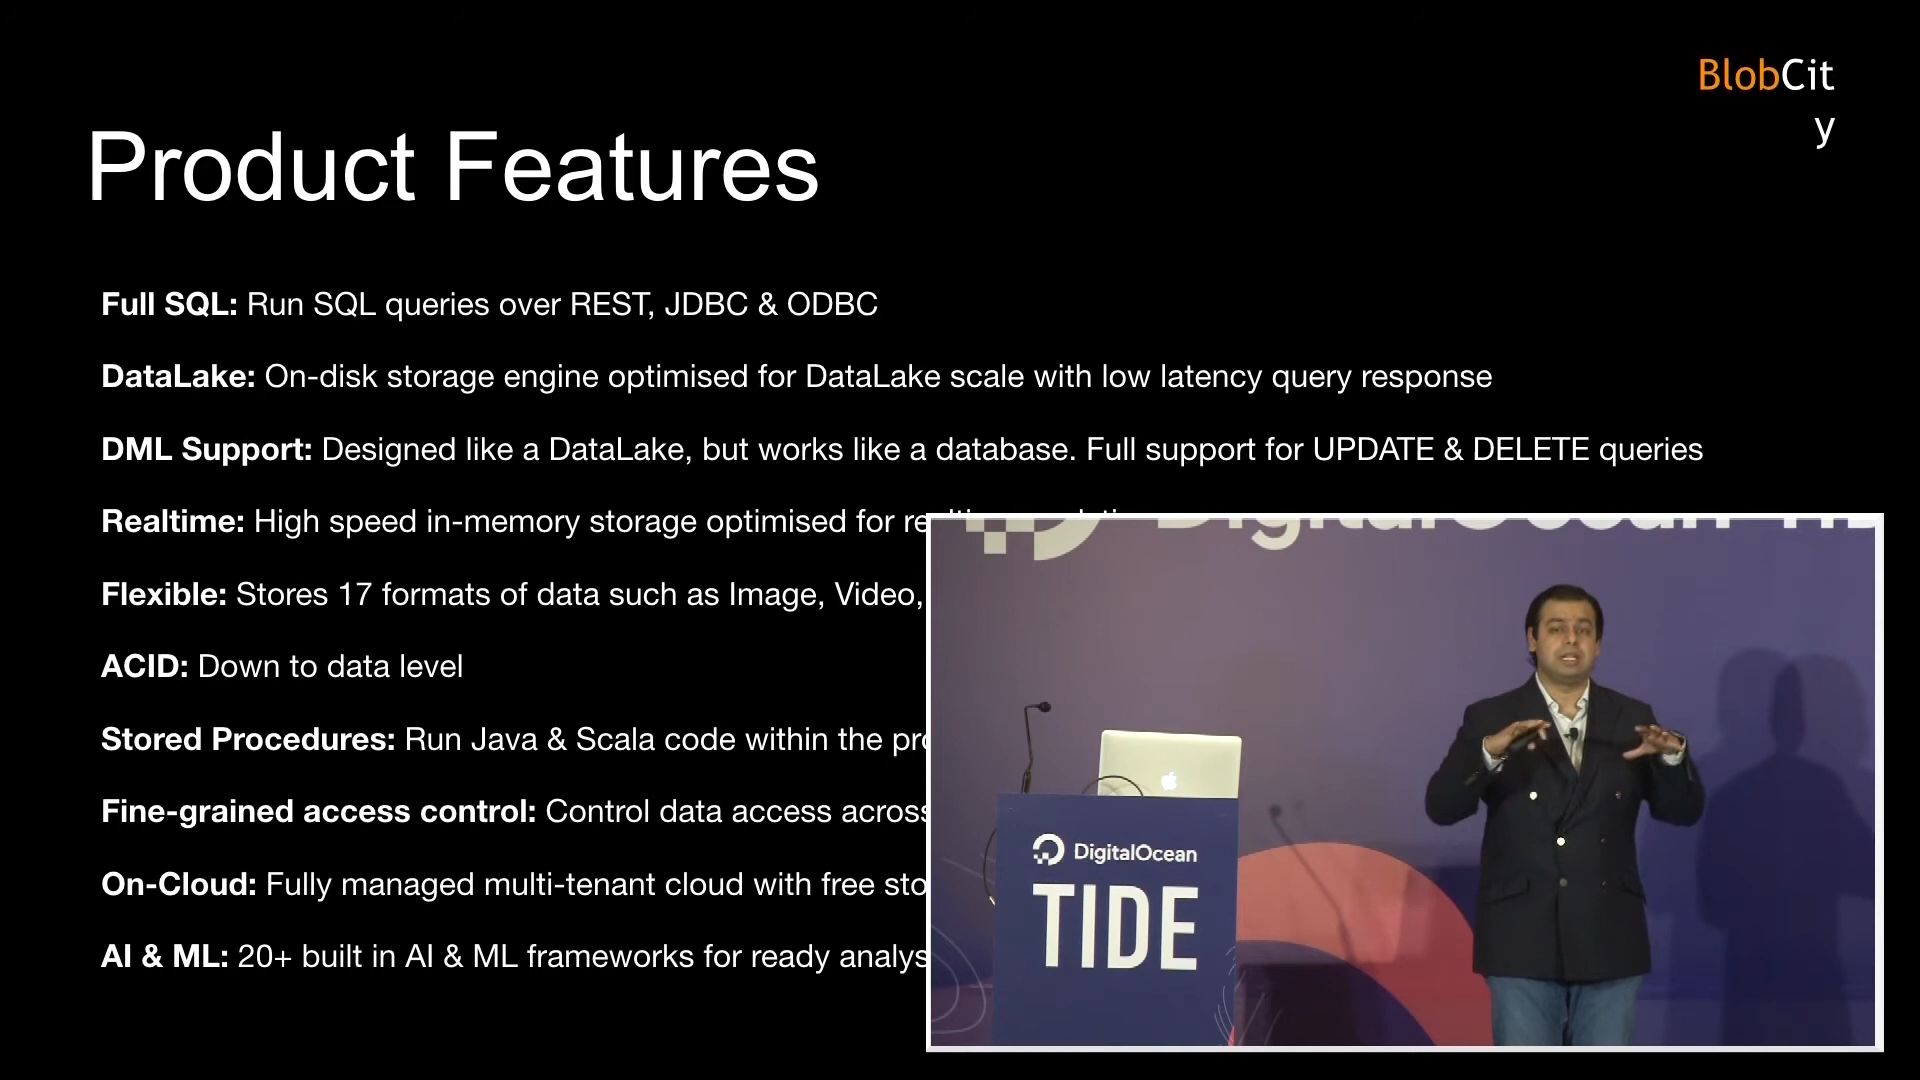 BlobCit
y
Product Features
Full SQL: Run SQL queries over REST, JDBC & ODBC
DataLake: On-disk storage engine optimised for DataLake scale with low latency query response
DML Support: Designed like a DataLake, but works like a database. Full support for UPDATE & DELETE queries
Realtime: High speed in-memory storage optimised for
Flexible: Stores 17 formats of data such as Image, Video,
ACID: Down to data level
Stored Procedures: Run Java & Scala code within the
Fine-grained access control: Control data access across
On-Cloud: Fully managed multi-tenant cloud with free
AI & ML: 20+ built in AI & ML frameworks for ready
DigitalOcean
DigitalOcean
TIDE